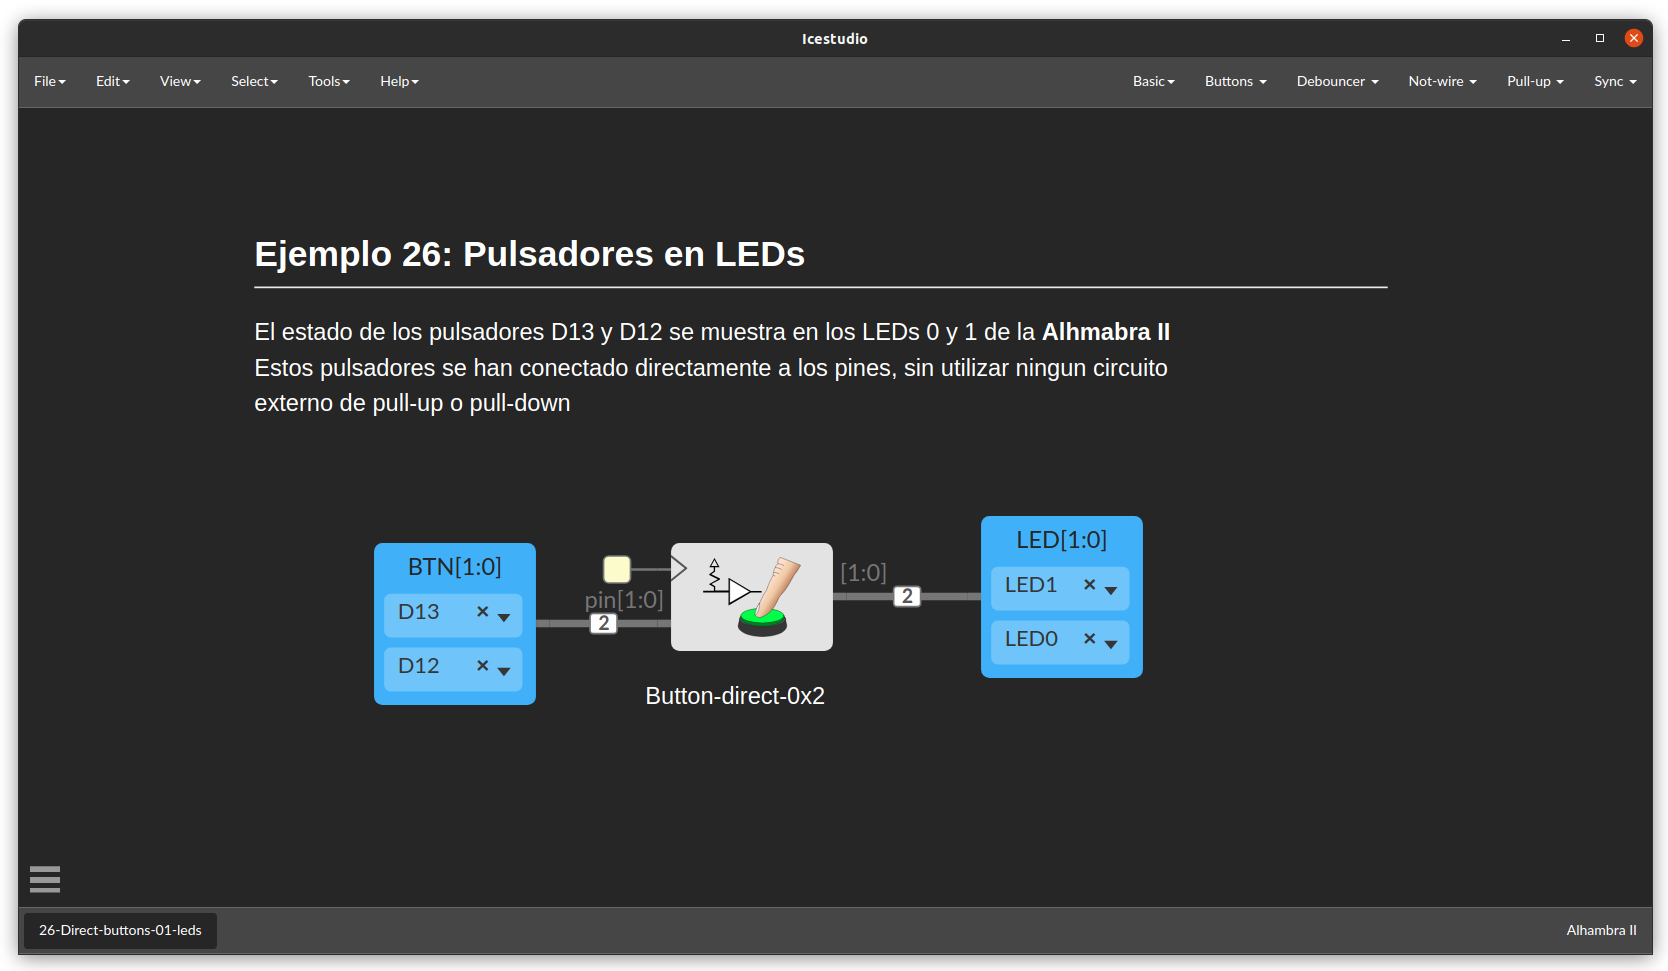 Icestudio
File Edit View Select Tools Help Basic Buttons Debouncer Not-wire Pull-up Sync
Ejemplo 26: Pulsadores en LEDs
El estado de los pulsadores D13 y D12 se muestra en los LEDs 0 y 1 de la Alhmabra II
Estos pulsadores se han conectado directamente a los pines, sin utilizar ningun circuito
externo de pull-up o pull-down
BTN[1:0]
D13
D12
pin[1:0]
2
Button-direct-0x2
[1:0]
2
LED[1:0]
LED1
LED0
26-Direct-buttons-01-leds
Alhambra II